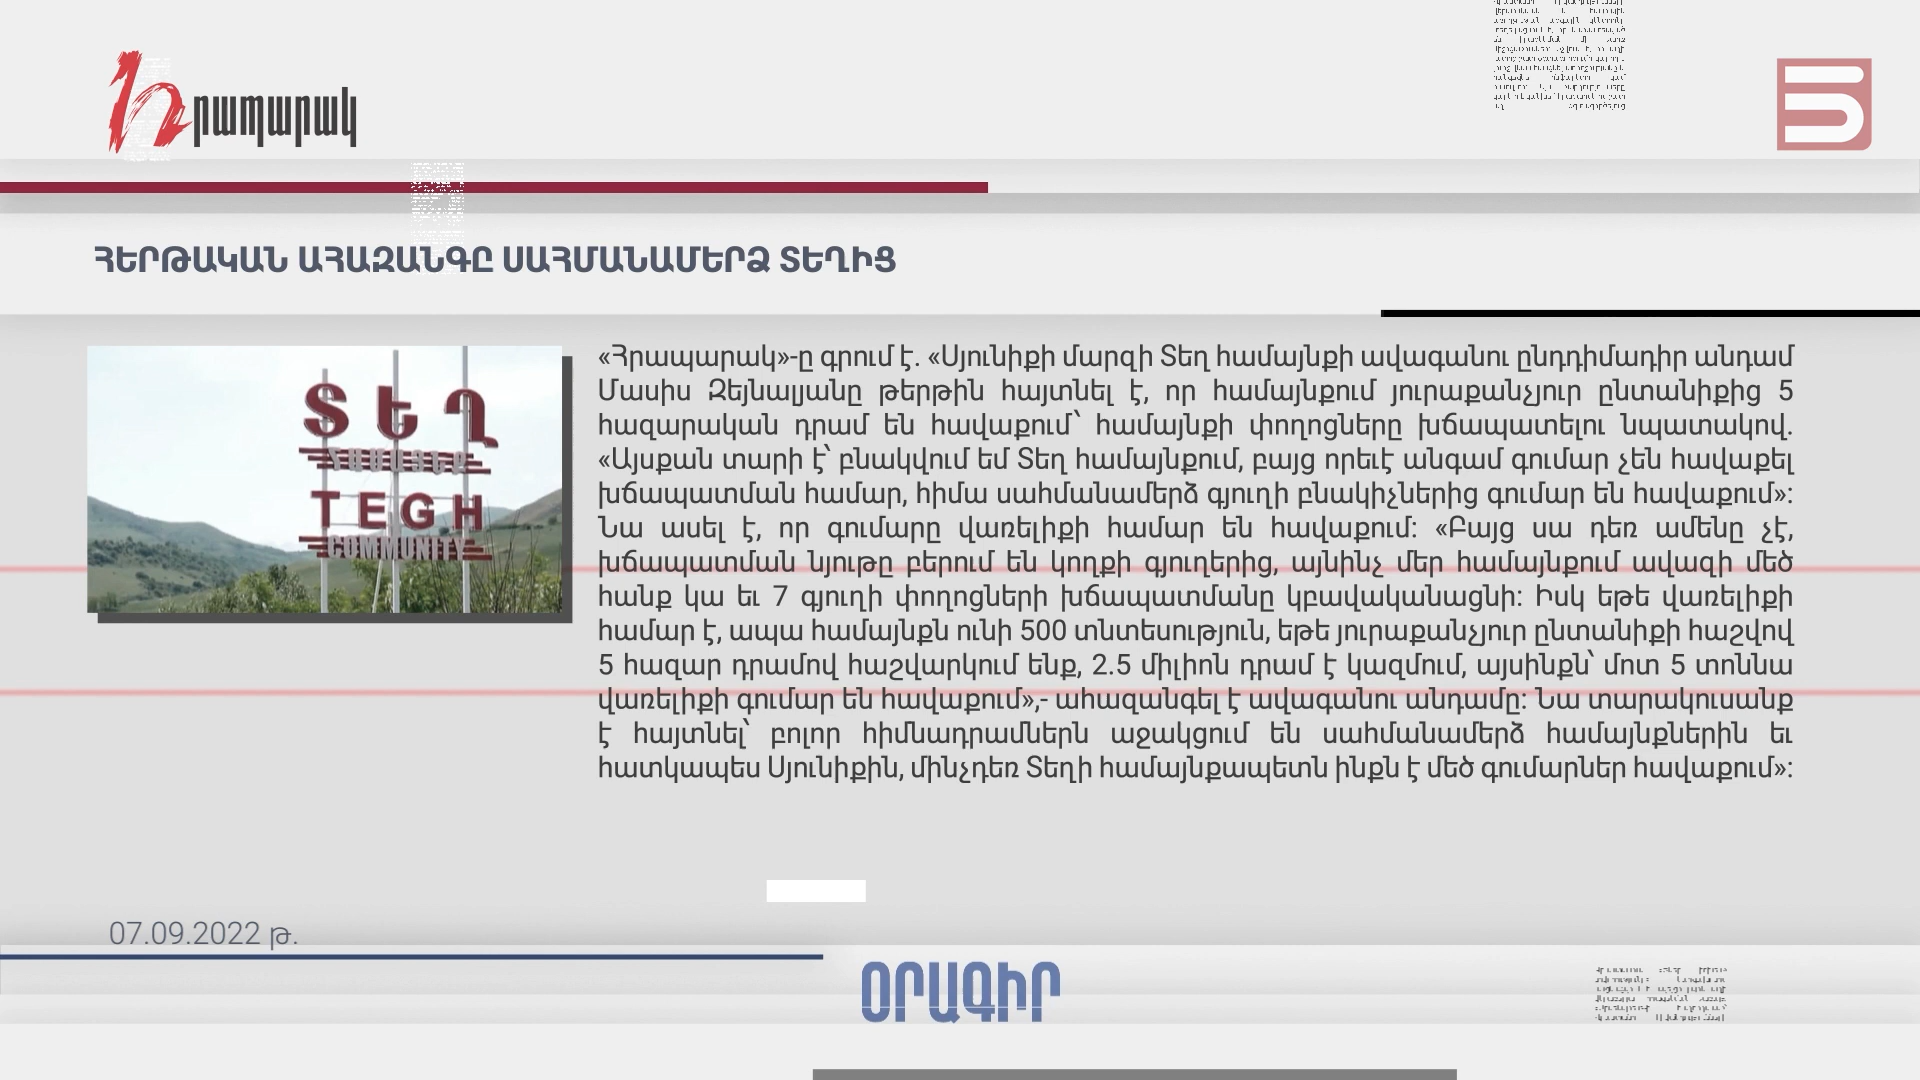 Հրապարակ
ՀԵՐԹԱԿԱՆ ԱՀԱԶԱՆԳԸ ՍԱՀՄԱՆԱՄԵՐՁ ՏԵՂԻՑ
ՏԵՂ
TEGH
COMMUNITY
«Հրապարակ»-ը գրում է. «Սյունիքի մարզի Տեղ համայնքի ավագանու ընդդիմադիր անդամ
Մասիս Զեյնալյանը թերթին հայտնել է, որ համայնքում յուրաքանչյուր ընտանիքից 5
հազարական դրամ են հավաքում՝ համայնքի փողոցները խճապատելու նպատակով.
«Այսքան տարի է՝ բնակվում եմ Տեղ համայնքում, բայց որեւէ անգամ գումար չեն հավաքել
խճապատման համար, հիմա սահմանամերձ գյուղի բնակիչներից գումար են հավաքում»:
Նա ասել է, որ գումարը վառելիքի համար են հավաքում: «Բայց սա դեռ ամենը չէ,
խճապատման նյութը բերում են կողքի գյուղերից, այնինչ մեր համայնքում ավազի մեծ
հանք կա եւ 7 գյուղի փողոցների խճապատմանը կբավականացնի: Իսկ եթե վառելիքի
համար է, ապա համայնքն ունի 500 տնտեսություն, եթե յուրաքանչյուր ընտանիքի հաշվով
5 հազար դրամով հաշվարկում ենք, 2.5 միլիոն դրամ է կազմում, այսինքն՝ մոտ 5 տոննա
վառելիքի գումար են հավաքում»,- ահազանգել է ավագանու անդամը: Նա տարակուսանք
է հայտնել՝ բոլոր հիմնադրամներն աջակցում են սահմանամերձ համայնքներին եւ
հատկապես Սյունիքին, մինչդեռ Տեղի համայնքապետն ինքն է մեծ գումարներ հավաքում»:
07.09.2022 թ.
ՕՐԱԳԻՐ